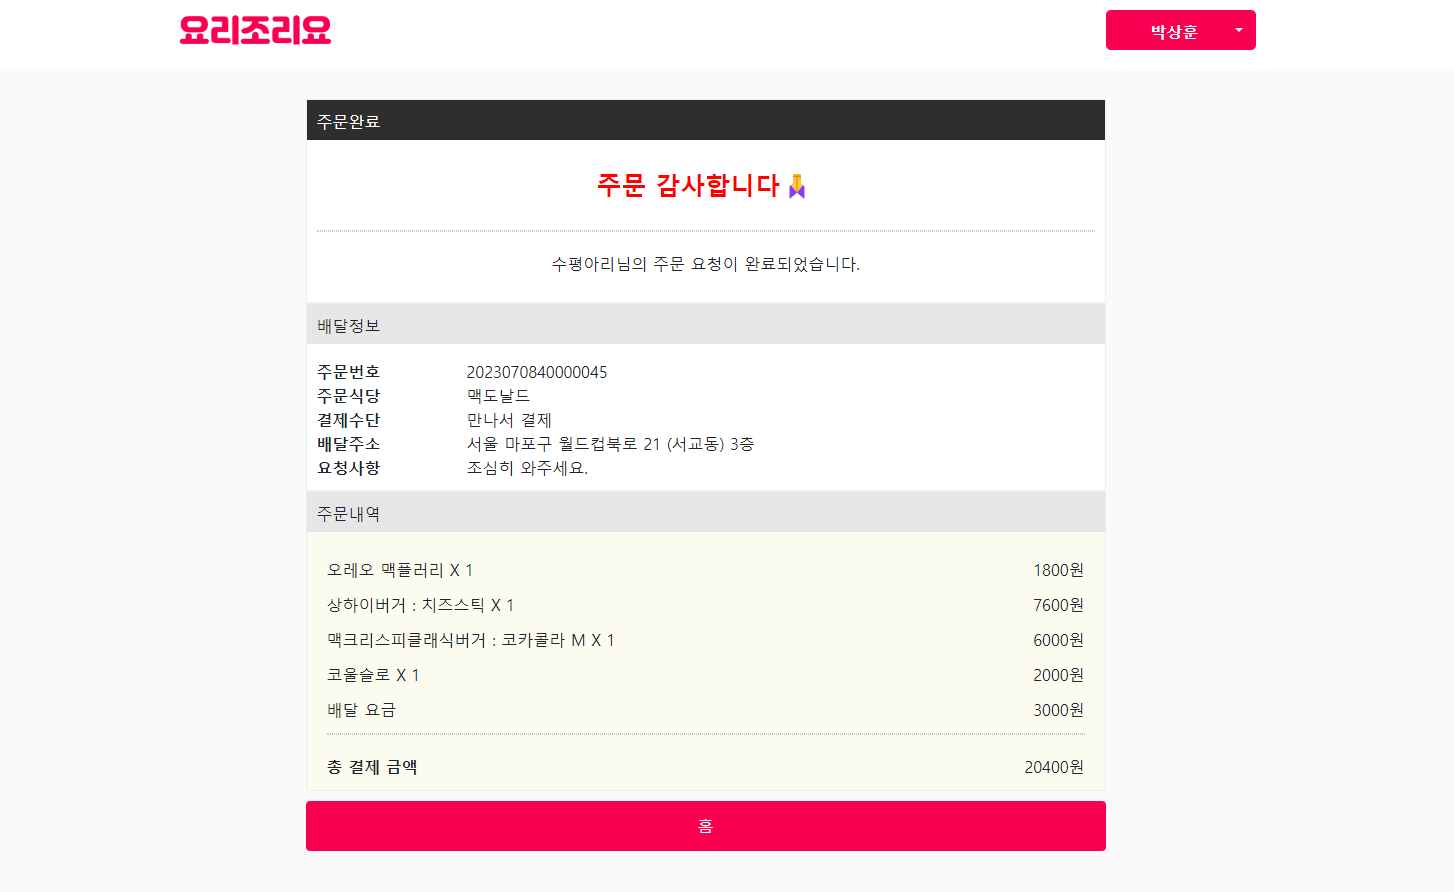 요리조리요
박상훈
주문완료
주문 감사합니다🙏
수평아리님의 주문 요청이 완료되었습니다.
배달정보
주문번호 2023070840000045
주문식당 맥도날드
결제수단 만나서 결제
배달주소 서울 마포구 월드컵북로 21 (서교동) 3층
요청사항 조심히 와주세요.
주문내역
오레오 맥플러리 X 1 1800원
상하이버거 : 치즈스틱 X 1 7600원
맥크리스피클래식버거 : 코카콜라 M X 1 6000원
코울슬로 X 1 2000원
배달 요금 3000원
총 결제 금액 20400원
홈